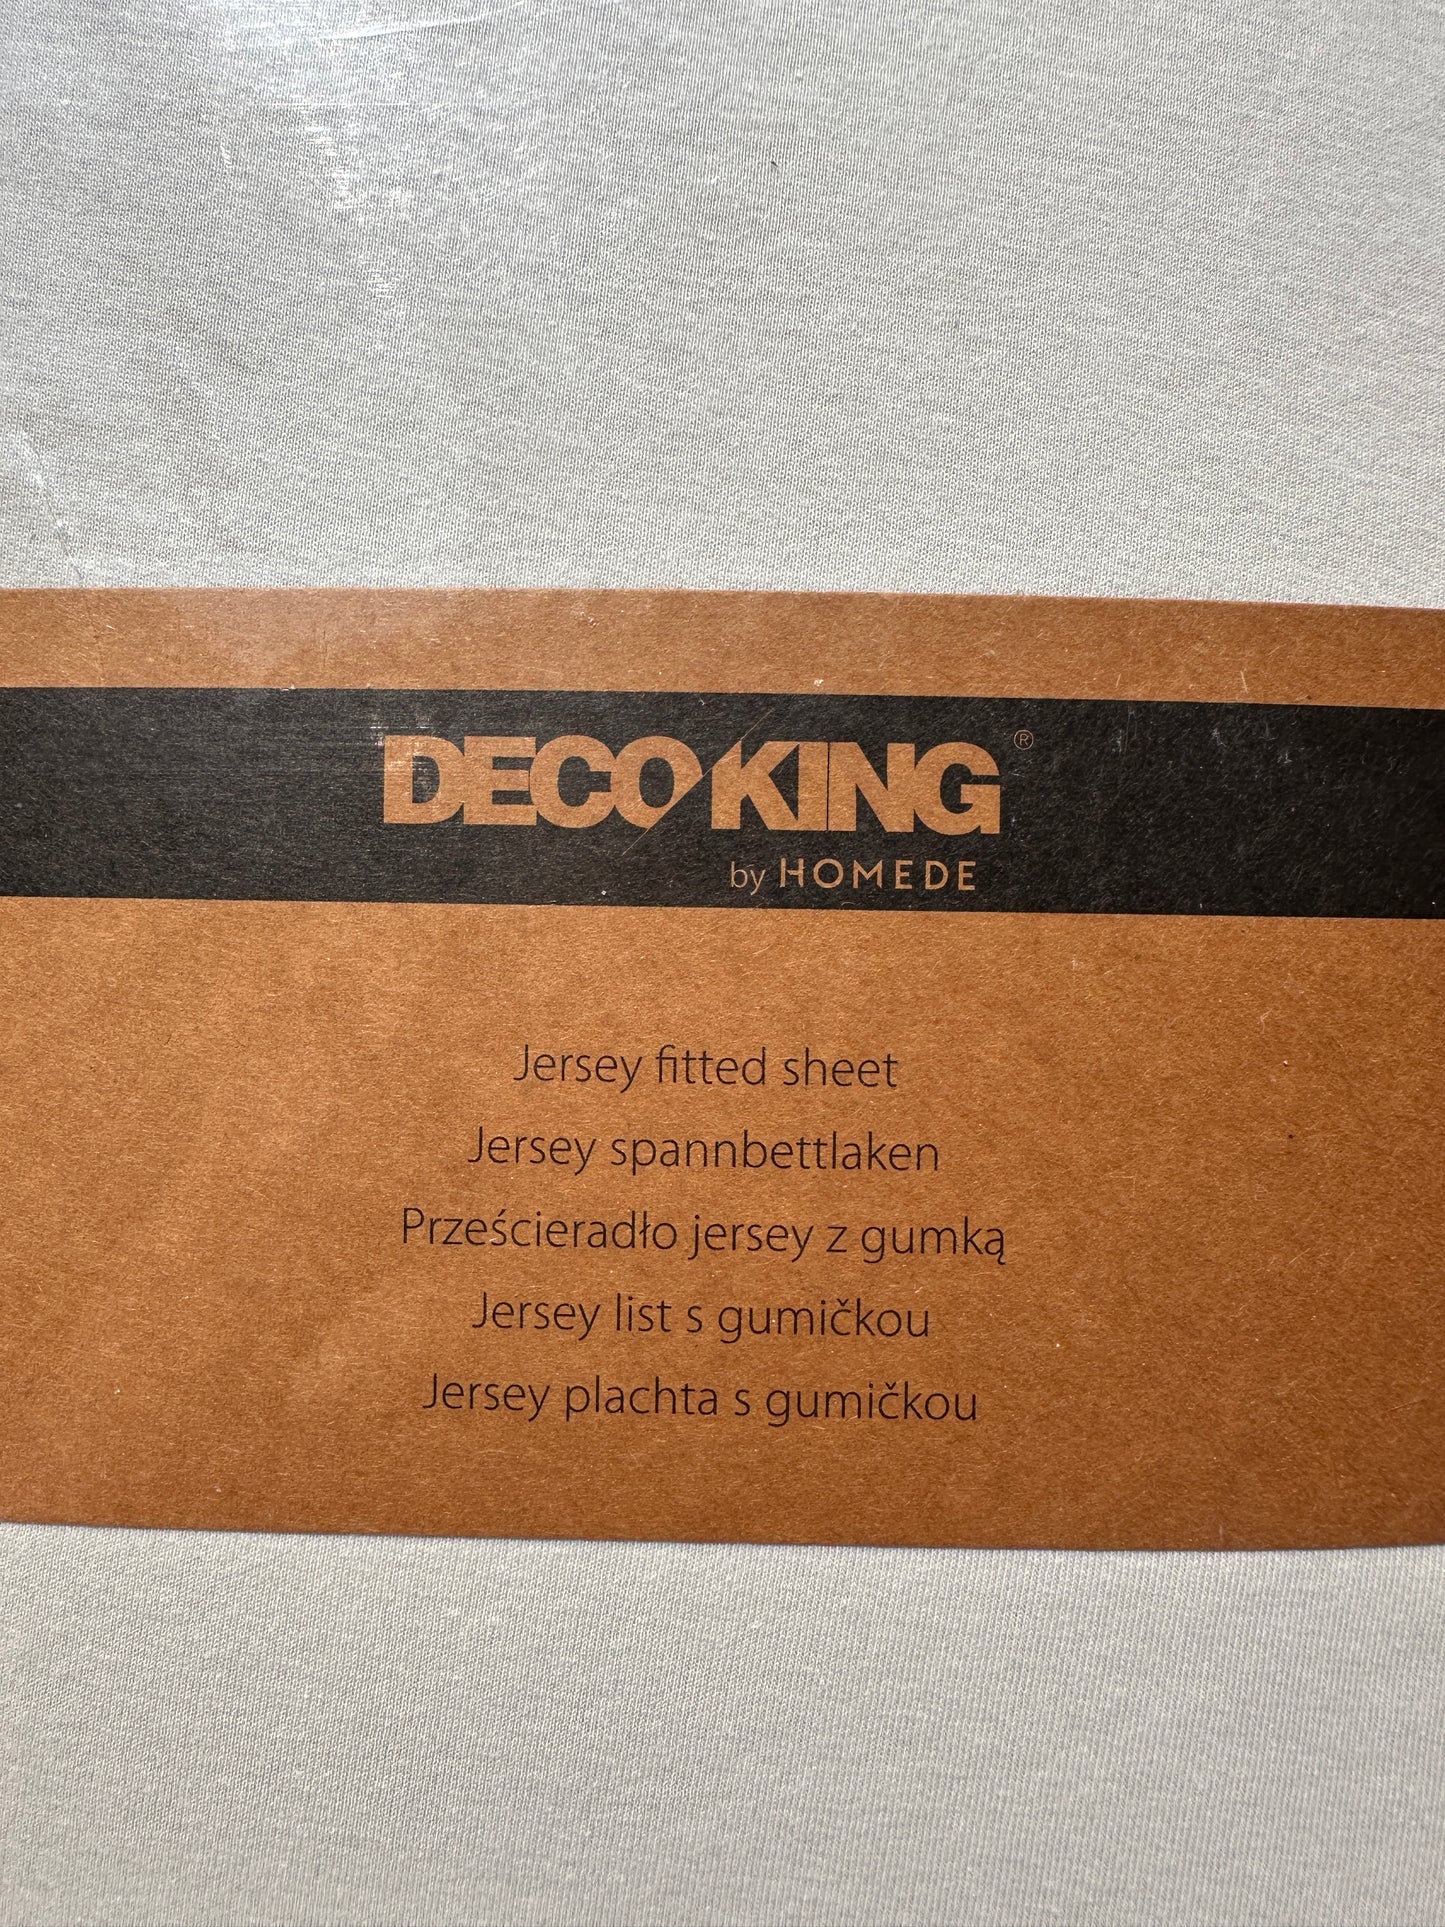 DECOKING®
by HOMEDE
Jersey fitted sheet
Jersey spannbettlaken
Prześcieradło jersey z gumką
Jersey list s gumičkou
Jersey plachta s gumičkou